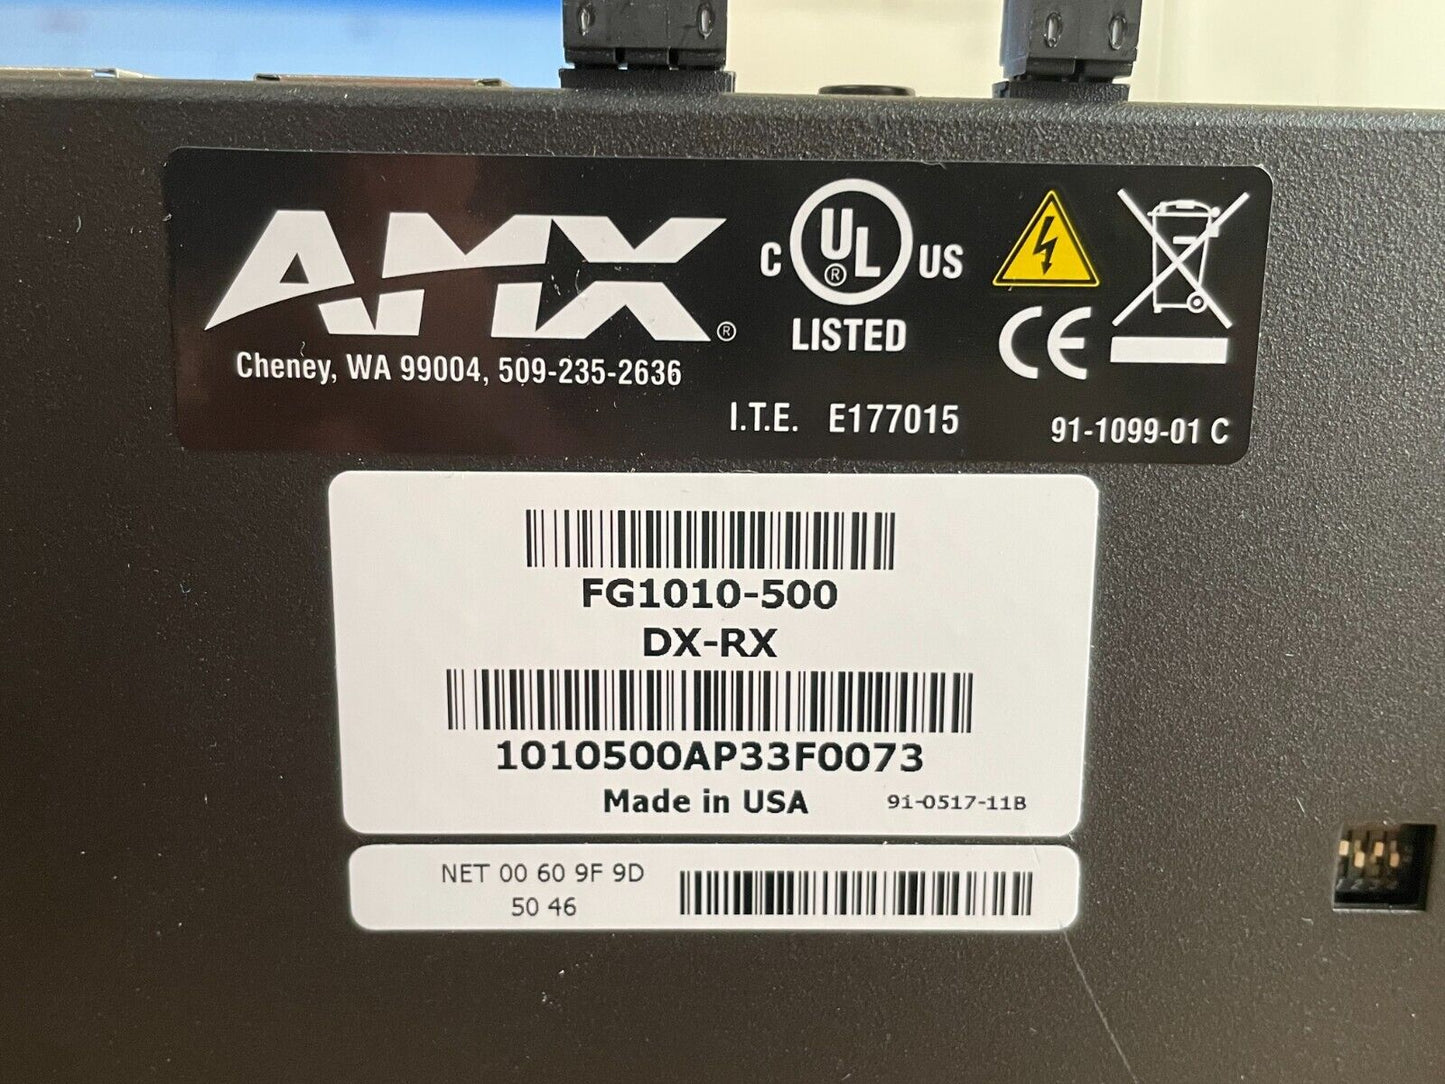 AMX®
Cheney, WA 99004, 509-235-2636
C UL® US
LISTED
CE
I.T.E. E177015
91-1099-01 C
FG1010-500
DX-RX
1010500AP33F0073
Made in USA
91-0517-11B
NET 00 60 9F 9D
50 46